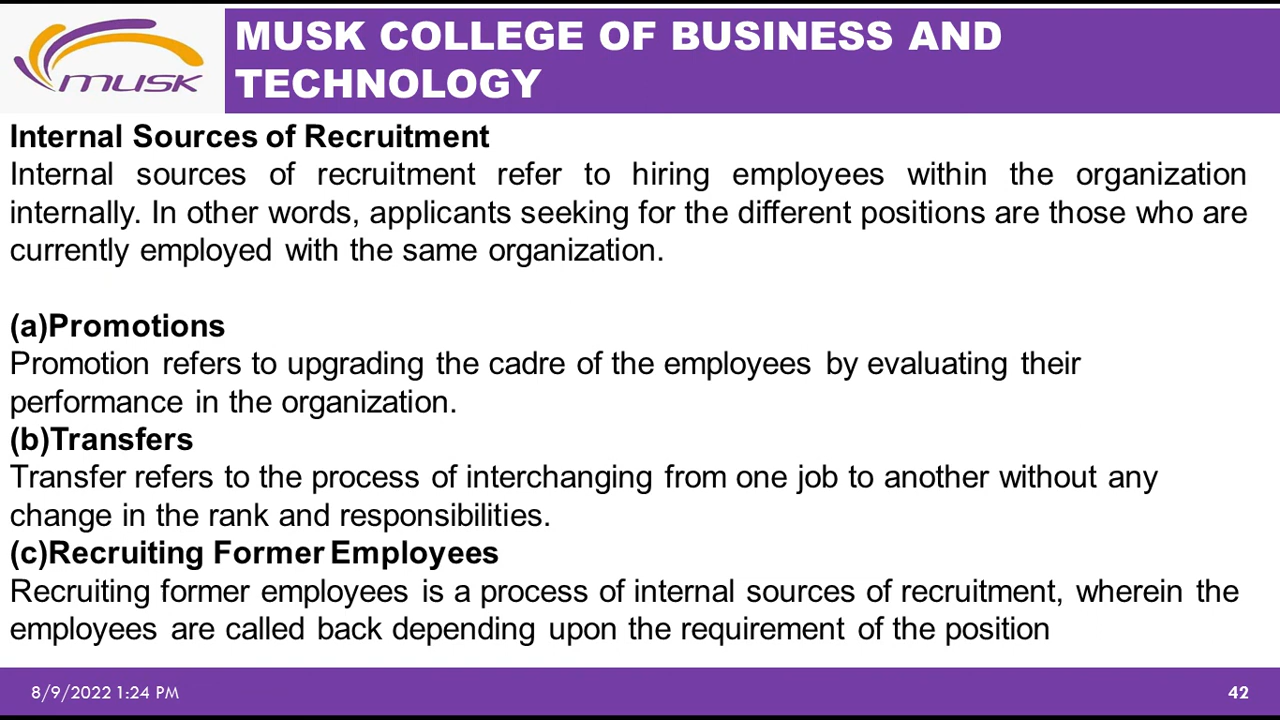 musk
MUSK COLLEGE OF BUSINESS AND
TECHNOLOGY
Internal Sources of Recruitment
Internal sources of recruitment refer to hiring employees within the organization
internally. In other words, applicants seeking for the different positions are those who are
currently employed with the same organization.
(a)Promotions
Promotion refers to upgrading the cadre of the employees by evaluating their
performance in the organization.
(b)Transfers
Transfer refers to the process of interchanging from one job to another without any
change in the rank and responsibilities.
(c)Recruiting Former Employees
Recruiting former employees is a process of internal sources of recruitment, wherein the
employees are called back depending upon the requirement of the position
8/9/2022 1:24 PM
42